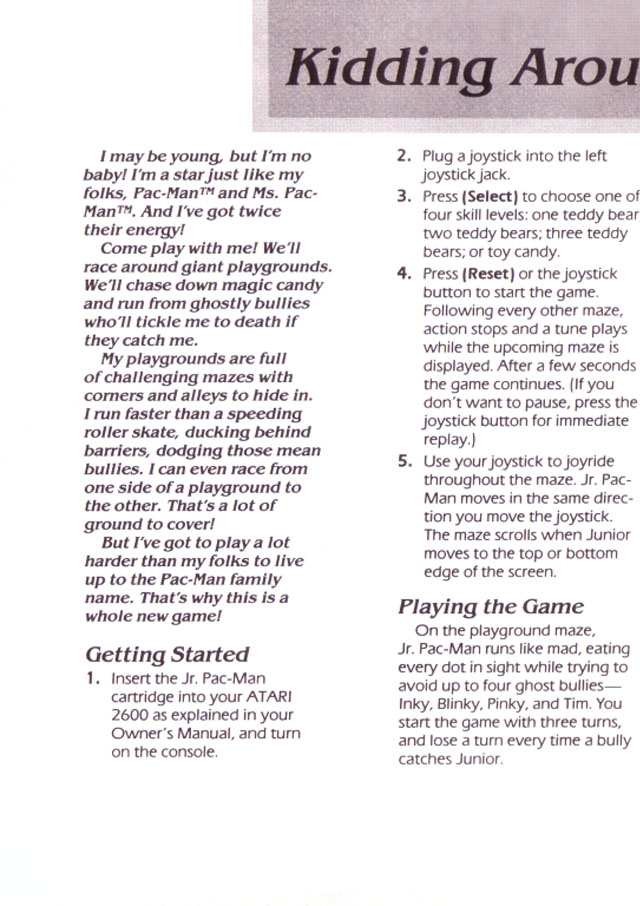 Kidding Arou
I may be young, but I'm no
baby! I'm a star just like my
folks, Pac-Man™ and Ms. Pac-
Man™. And I've got twice
their energy!
Come play with me! We'll
race around giant playgrounds.
We'll chase down magic candy
and run from ghostly bullies
who'll tickle me to death if
they catch me.
My playgrounds are full
of challenging mazes with
corners and alleys to hide in.
I run faster than a speeding
roller skate, ducking behind
barriers, dodging those mean
bullies. I can even race from
one side of a playground to
the other. That's a lot of
ground to cover!
But I've got to play a lot
harder than my folks to live
up to the Pac-Man family
name. That's why this is a
whole new game!
Getting Started
1. Insert the Jr. Pac-Man
cartridge into your ATARI
2600 as explained in your
Owner's Manual, and turn
on the console.
2. Plug a joystick into the left
joystick jack.
3. Press (Select) to choose one of
four skill levels: one teddy bear
two teddy bears; three teddy
bears; or toy candy.
4. Press (Reset) or the joystick
button to start the game.
Following every other maze,
action stops and a tune plays
while the upcoming maze is
displayed. After a few seconds
the game continues. (If you
don't want to pause, press the
joystick button for immediate
replay.)
5. Use your joystick to joyride
throughout the maze. Jr. Pac-
Man moves in the same direc-
tion you move the joystick.
The maze scrolls when Junior
moves to the top or bottom
edge of the screen.
Playing the Game
On the playground maze,
Jr. Pac-Man runs like mad, eating
every dot in sight while trying to
avoid up to four ghost bullies—
Inky, Blinky, Pinky, and Tim. You
start the game with three turns,
and lose a turn every time a bully
catches Junior.